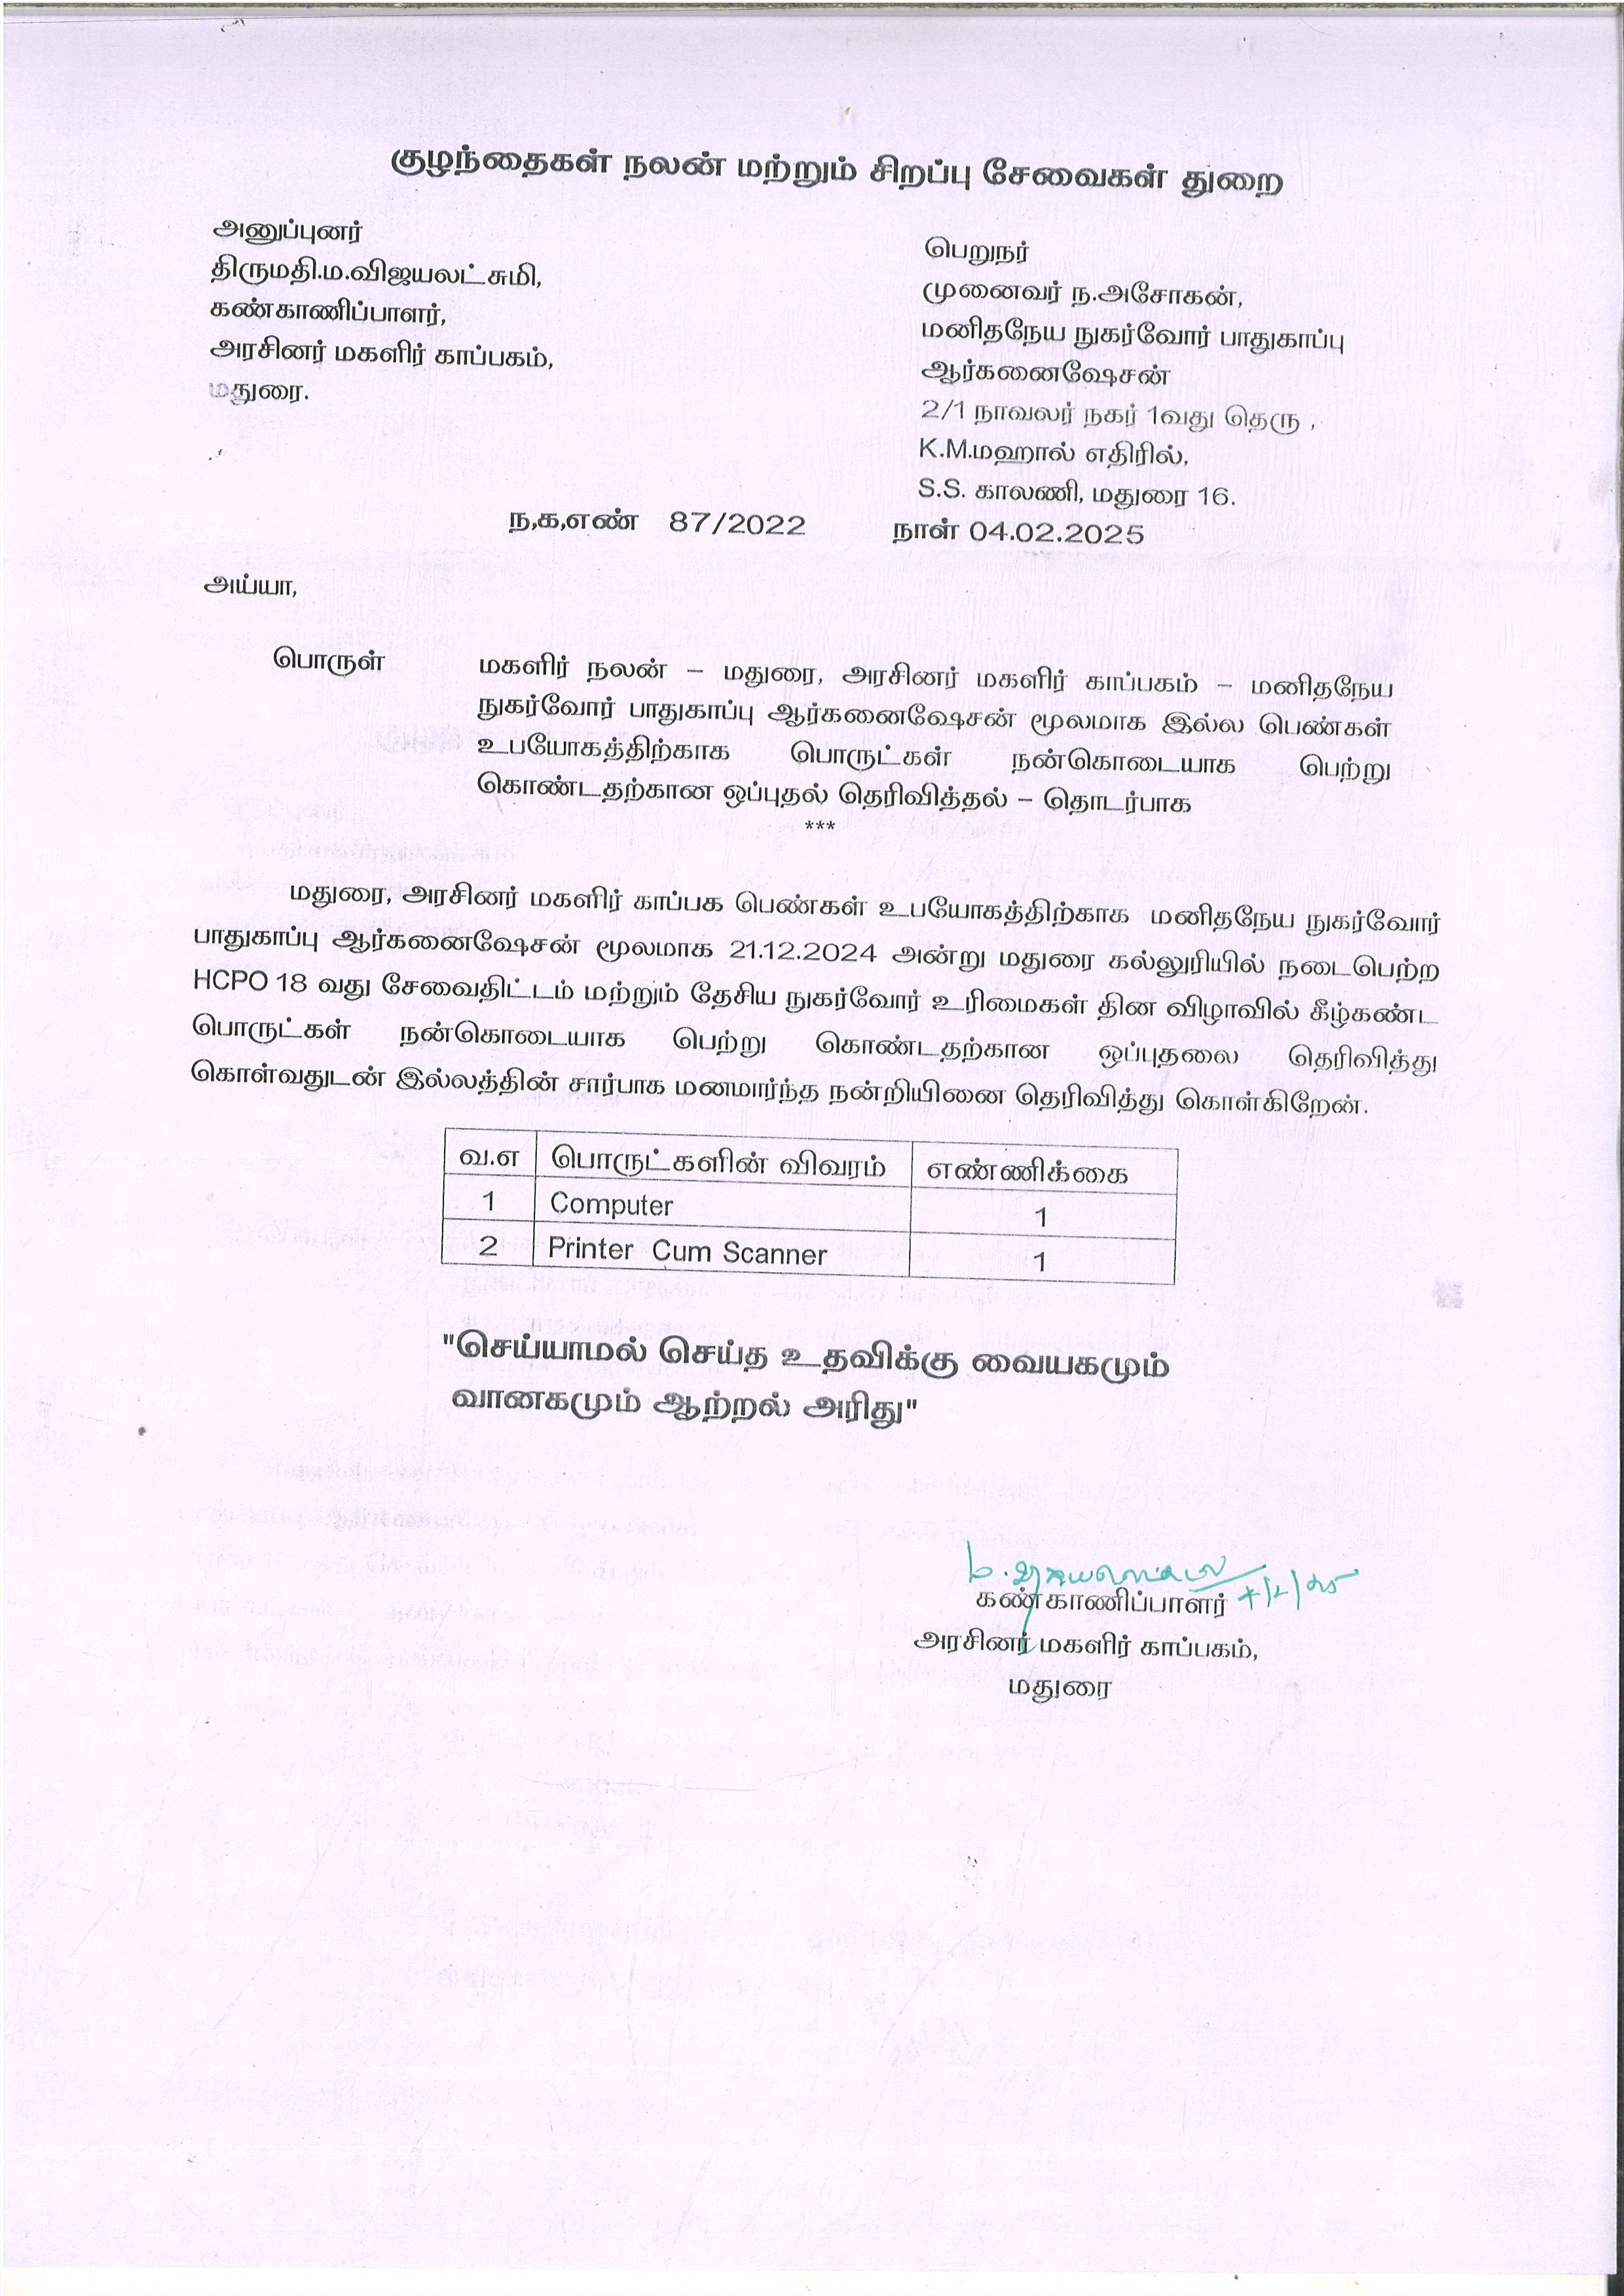 குழந்தைகள் நலன் மற்றும் சிறப்பு சேவைகள் துறை
அனுப்புனர்
திருமதி.ம.விஜயலட்சுமி,
கண்காணிப்பாளர்,
அரசினர் மகளிர் காப்பகம்,
மதுரை.
பெறுநர்
முனைவர் ந.அசோகன்,
மனிதநேய நுகர்வோர் பாதுகாப்பு
ஆர்கனைஷேசன்
2/1 நாவலர் நகர் 1வது தெரு ,
K.M.மஹால் எதிரில்,
S.S. காலணி, மதுரை 16.
ந,க,எண் 87/2022 நாள் 04.02.2025
அய்யா,
பொருள் மகளிர் நலன் – மதுரை, அரசினர் மகளிர் காப்பகம் – மனிதநேய
நுகர்வோர் பாதுகாப்பு ஆர்கனைஷேசன் மூலமாக இல்ல பெண்கள்
உபயோகத்திற்காக பொருட்கள் நன்கொடையாக பெற்று
கொண்டதற்கான ஒப்புதல் தெரிவித்தல் – தொடர்பாக
***
மதுரை, அரசினர் மகளிர் காப்பக பெண்கள் உபயோகத்திற்காக மனிதநேய நுகர்வோர்
பாதுகாப்பு ஆர்கனைஷேசன் மூலமாக 21.12.2024 அன்று மதுரை கல்லுரியில் நடைபெற்ற
HCPO 18 வது சேவைதிட்டம் மற்றும் தேசிய நுகர்வோர் உரிமைகள் தின விழாவில் கீழ்கண்ட
பொருட்கள் நன்கொடையாக பெற்று கொண்டதற்கான ஒப்புதலை தெரிவித்து
கொள்வதுடன் இல்லத்தின் சார்பாக மனமார்ந்த நன்றியினை தெரிவித்து கொள்கிறேன்.
வ.எ பொருட்களின் விவரம் எண்ணிக்கை
1 Computer 1
2 Printer Cum Scanner 1
"செய்யாமல் செய்த உதவிக்கு வையகமும்
வானகமும் ஆற்றல் அரிது"
ம. விஜயலட்சுமி 4/2/25
கண்காணிப்பாளர்
அரசினர் மகளிர் காப்பகம்,
மதுரை